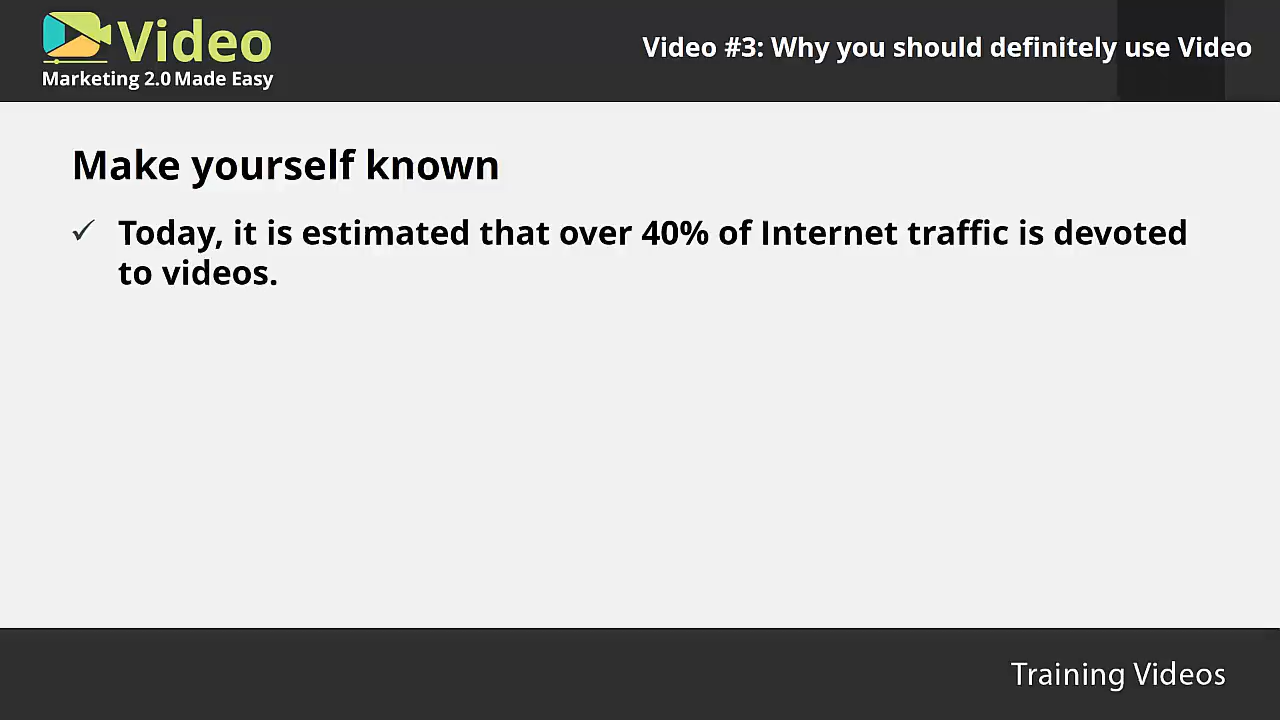 Video
Marketing 2.0 Made Easy
Video #3: Why you should definitely use Video
Make yourself known
✓ Today, it is estimated that over 40% of Internet traffic is devoted
to videos.
Training Videos